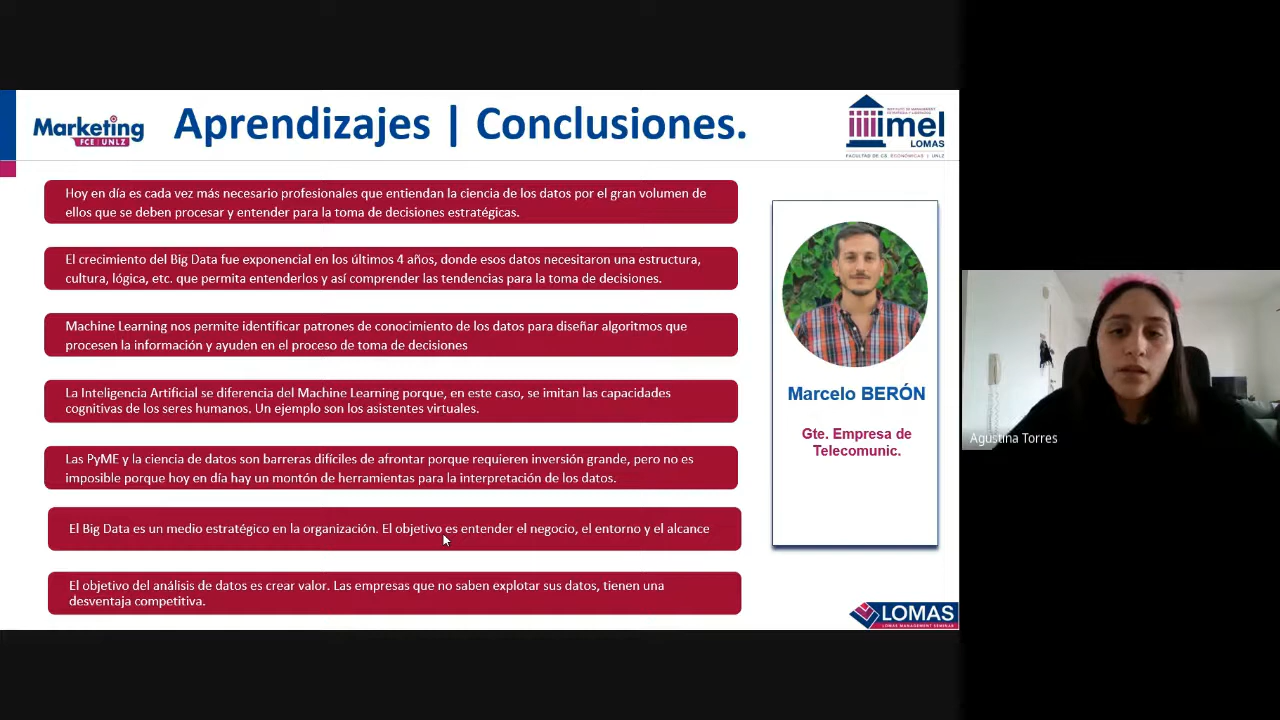 Marketing
FCE | UNLZ
Aprendizajes | Conclusiones.
imel
LOMAS
FACULTAD DE CS. ECONÓMICAS | UNLZ
Hoy en día es cada vez más necesario profesionales que entiendan la ciencia de los datos por el gran volumen de
ellos que se deben procesar y entender para la toma de decisiones estratégicas.
El crecimiento del Big Data fue exponencial en los últimos 4 años, donde esos datos necesitaron una estructura,
cultura, lógica, etc. que permita entenderlos y así comprender las tendencias para la toma de decisiones.
Machine Learning nos permite identificar patrones de conocimiento de los datos para diseñar algoritmos que
procesen la información y ayuden en el proceso de toma de decisiones
La Inteligencia Artificial se diferencia del Machine Learning porque, en este caso, se imitan las capacidades
cognitivas de los seres humanos. Un ejemplo son los asistentes virtuales.
Las PyME y la ciencia de datos son barreras difíciles de afrontar porque requieren inversión grande, pero no es
imposible porque hoy en día hay un montón de herramientas para la interpretación de los datos.
El Big Data es un medio estratégico en la organización. El objetivo es entender el negocio, el entorno y el alcance
El objetivo del análisis de datos es crear valor. Las empresas que no saben explotar sus datos, tienen una
desventaja competitiva.
Marcelo BERÓN
Gte. Empresa de
Telecomunic.
LOMAS
LOMAS MANAGEMENT SEMINAR
Agustina Torres